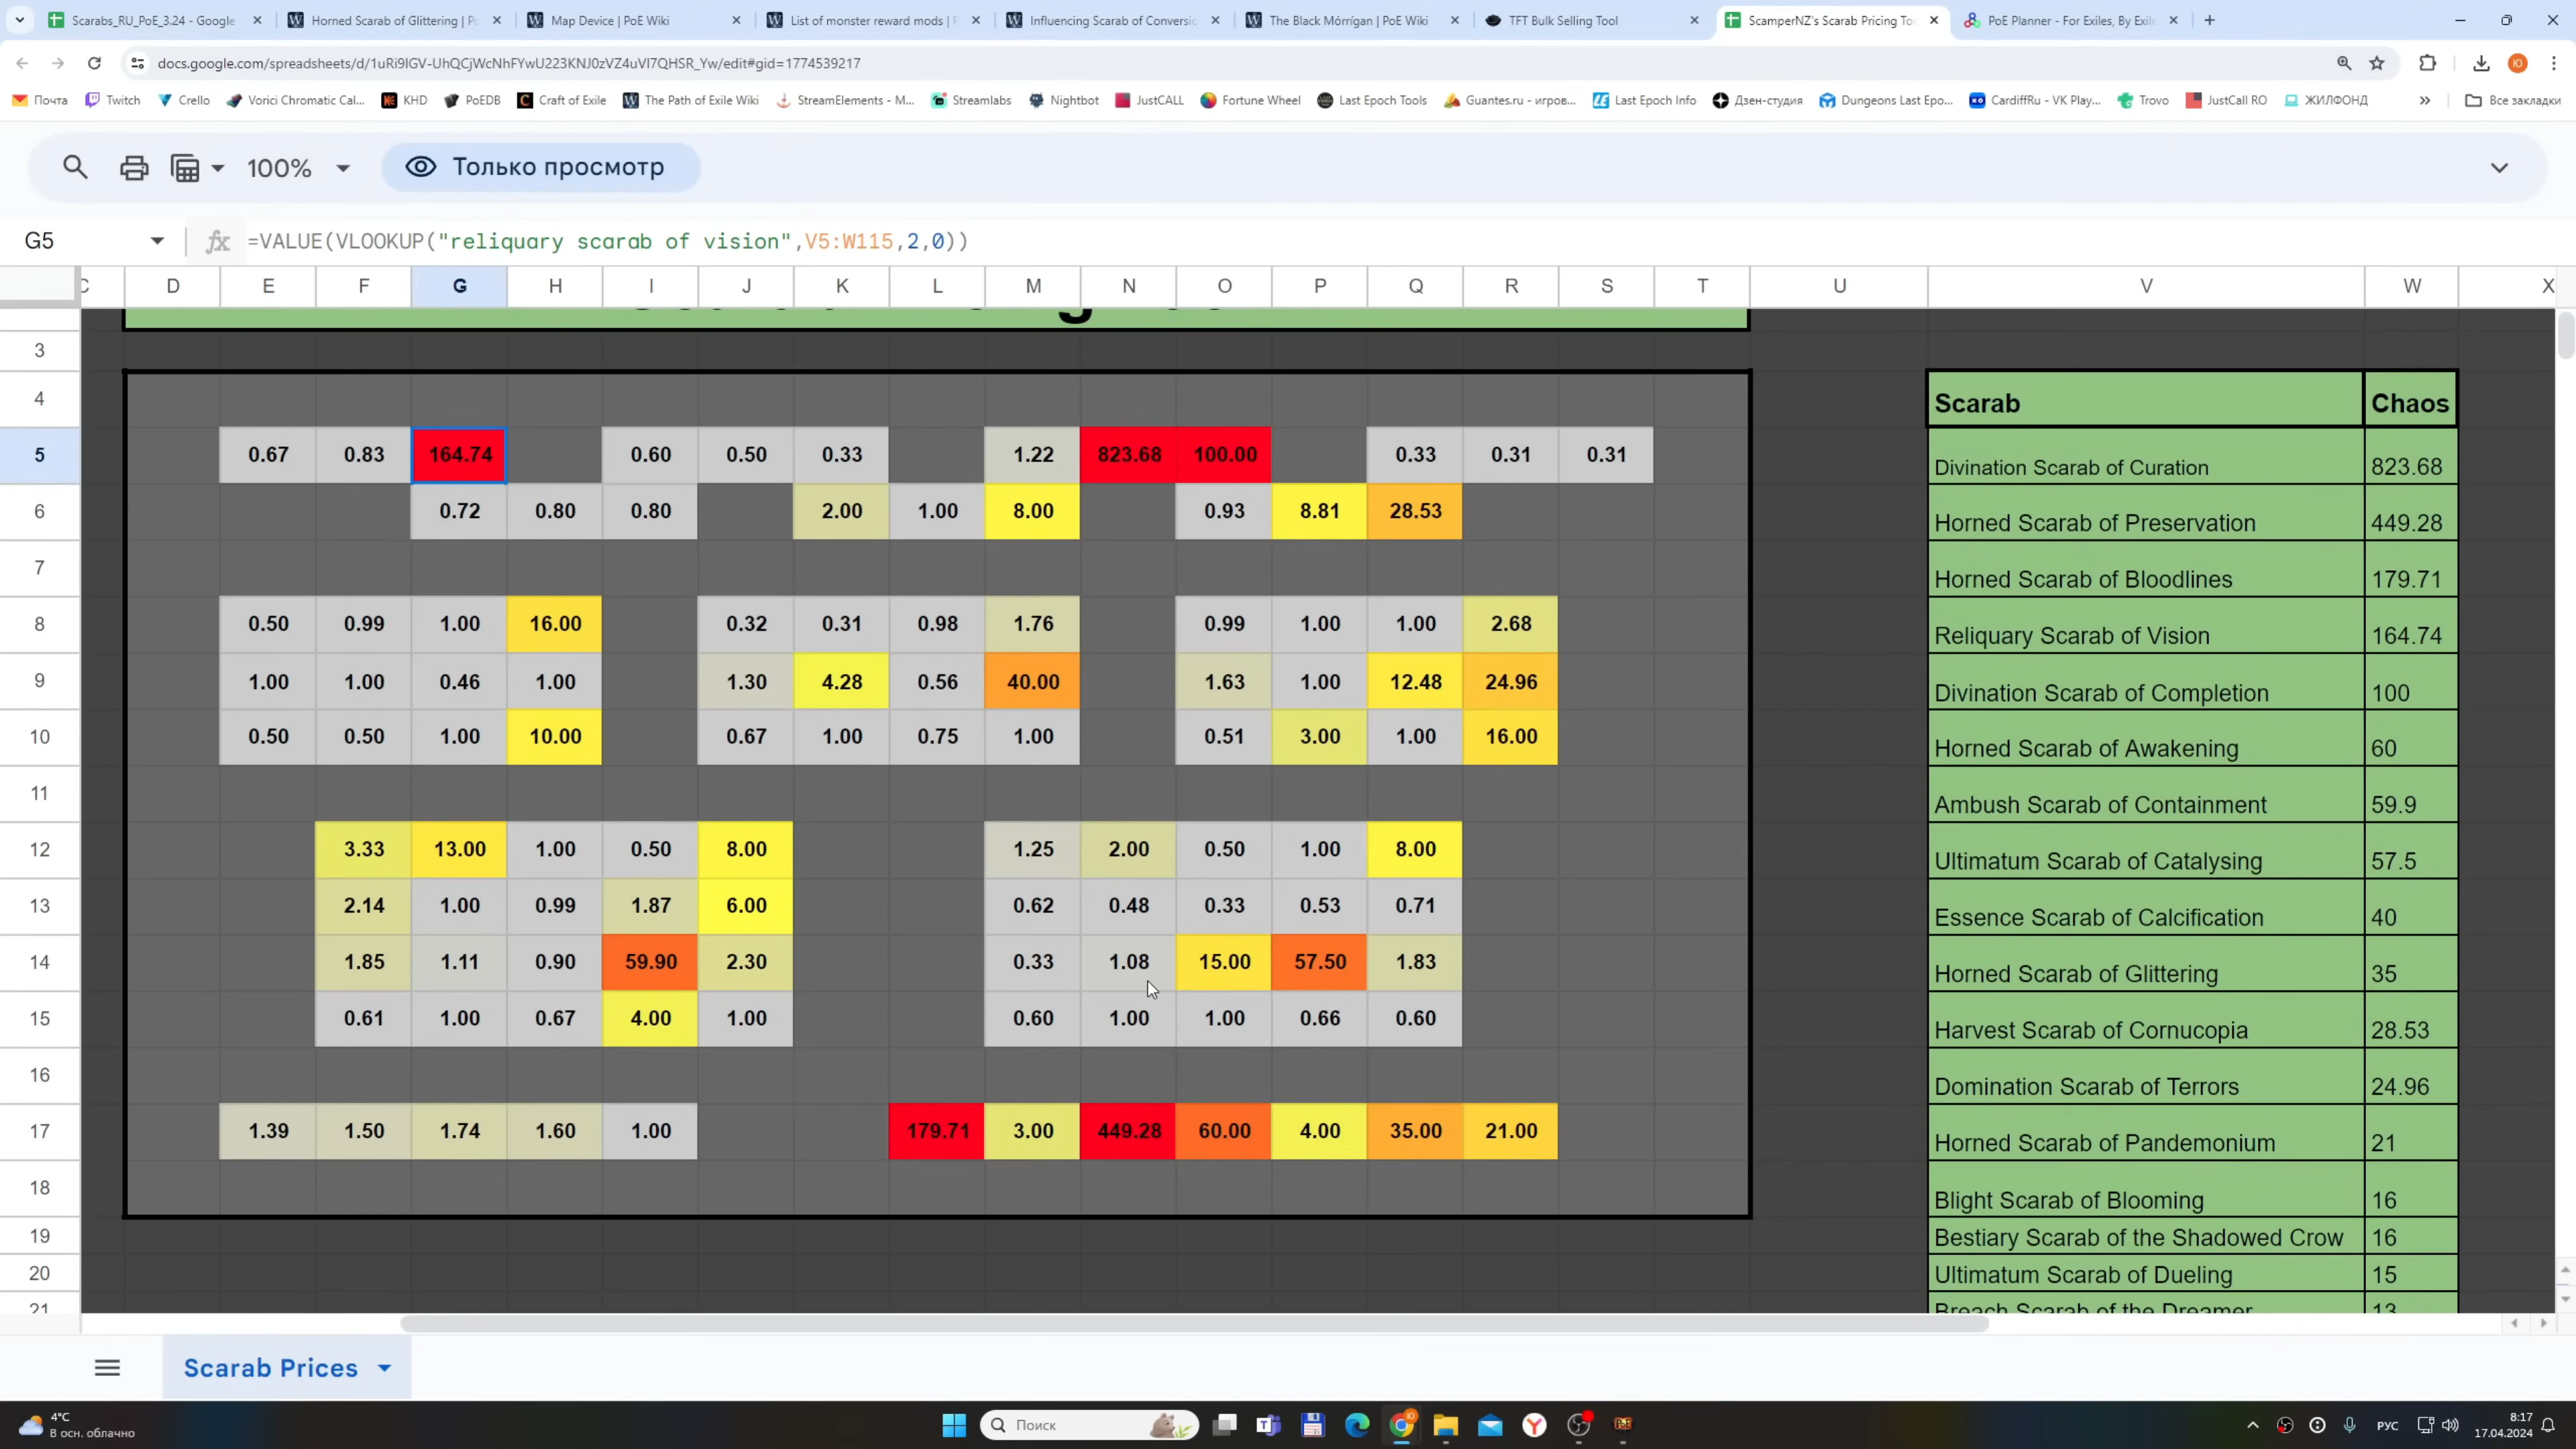 Scarabs_RU_PoE_3.24 - Google
Horned Scarab of Glittering | Po
Map Device | PoE Wiki
List of monster reward mods |
Influencing Scarab of Conversio
The Black Mórrígan | PoE Wiki
TFT Bulk Selling Tool
ScamperNZ's Scarab Pricing To
PoE Planner - For Exiles, By Exil
docs.google.com/spreadsheets/d/1uRi9IGV-UhQCjWcNhFYwU223KNJ0zVZ4uVI7QHSR_Yw/edit#gid=1774539217
Ю
Почта Twitch Crello Vorici Chromatic Cal... KHD PoEDB Craft of Exile The Path of Exile Wiki StreamElements - M... Streamlabs Nightbot JustCALL Fortune Wheel Last Epoch Tools Guantes.ru - игров... Last Epoch Info Дзен-студия Dungeons Last Epo... CardiffRu - VK Play... Trovo JustCall RO ЖИЛФОНД » Все закладки
100% Только просмотр
G5 fx =VALUE(VLOOKUP("reliquary scarab of vision",V5:W115,2,0))
C D E F G H I J K L M N O P Q R S T U V W X
3
4 Scarab Chaos
5 0.67 0.83 164.74 0.60 0.50 0.33 1.22 823.68 100.00 0.33 0.31 0.31 Divination Scarab of Curation 823.68
6 0.72 0.80 0.80 2.00 1.00 8.00 0.93 8.81 28.53 Horned Scarab of Preservation 449.28
7 Horned Scarab of Bloodlines 179.71
8 0.50 0.99 1.00 16.00 0.32 0.31 0.98 1.76 0.99 1.00 1.00 2.68 Reliquary Scarab of Vision 164.74
9 1.00 1.00 0.46 1.00 1.30 4.28 0.56 40.00 1.63 1.00 12.48 24.96 Divination Scarab of Completion 100
10 0.50 0.50 1.00 10.00 0.67 1.00 0.75 1.00 0.51 3.00 1.00 16.00 Horned Scarab of Awakening 60
11 Ambush Scarab of Containment 59.9
12 3.33 13.00 1.00 0.50 8.00 1.25 2.00 0.50 1.00 8.00 Ultimatum Scarab of Catalysing 57.5
13 2.14 1.00 0.99 1.87 6.00 0.62 0.48 0.33 0.53 0.71 Essence Scarab of Calcification 40
14 1.85 1.11 0.90 59.90 2.30 0.33 1.08 15.00 57.50 1.83 Horned Scarab of Glittering 35
15 0.61 1.00 0.67 4.00 1.00 0.60 1.00 1.00 0.66 0.60 Harvest Scarab of Cornucopia 28.53
16 Domination Scarab of Terrors 24.96
17 1.39 1.50 1.74 1.60 1.00 179.71 3.00 449.28 60.00 4.00 35.00 21.00 Horned Scarab of Pandemonium 21
18 Blight Scarab of Blooming 16
19 Bestiary Scarab of the Shadowed Crow 16
20 Ultimatum Scarab of Dueling 15
21 Breach Scarab of the Dreamer 13
Scarab Prices
4°C
В осн. облачно
Поиск
РУС
8:17
17.04.2024